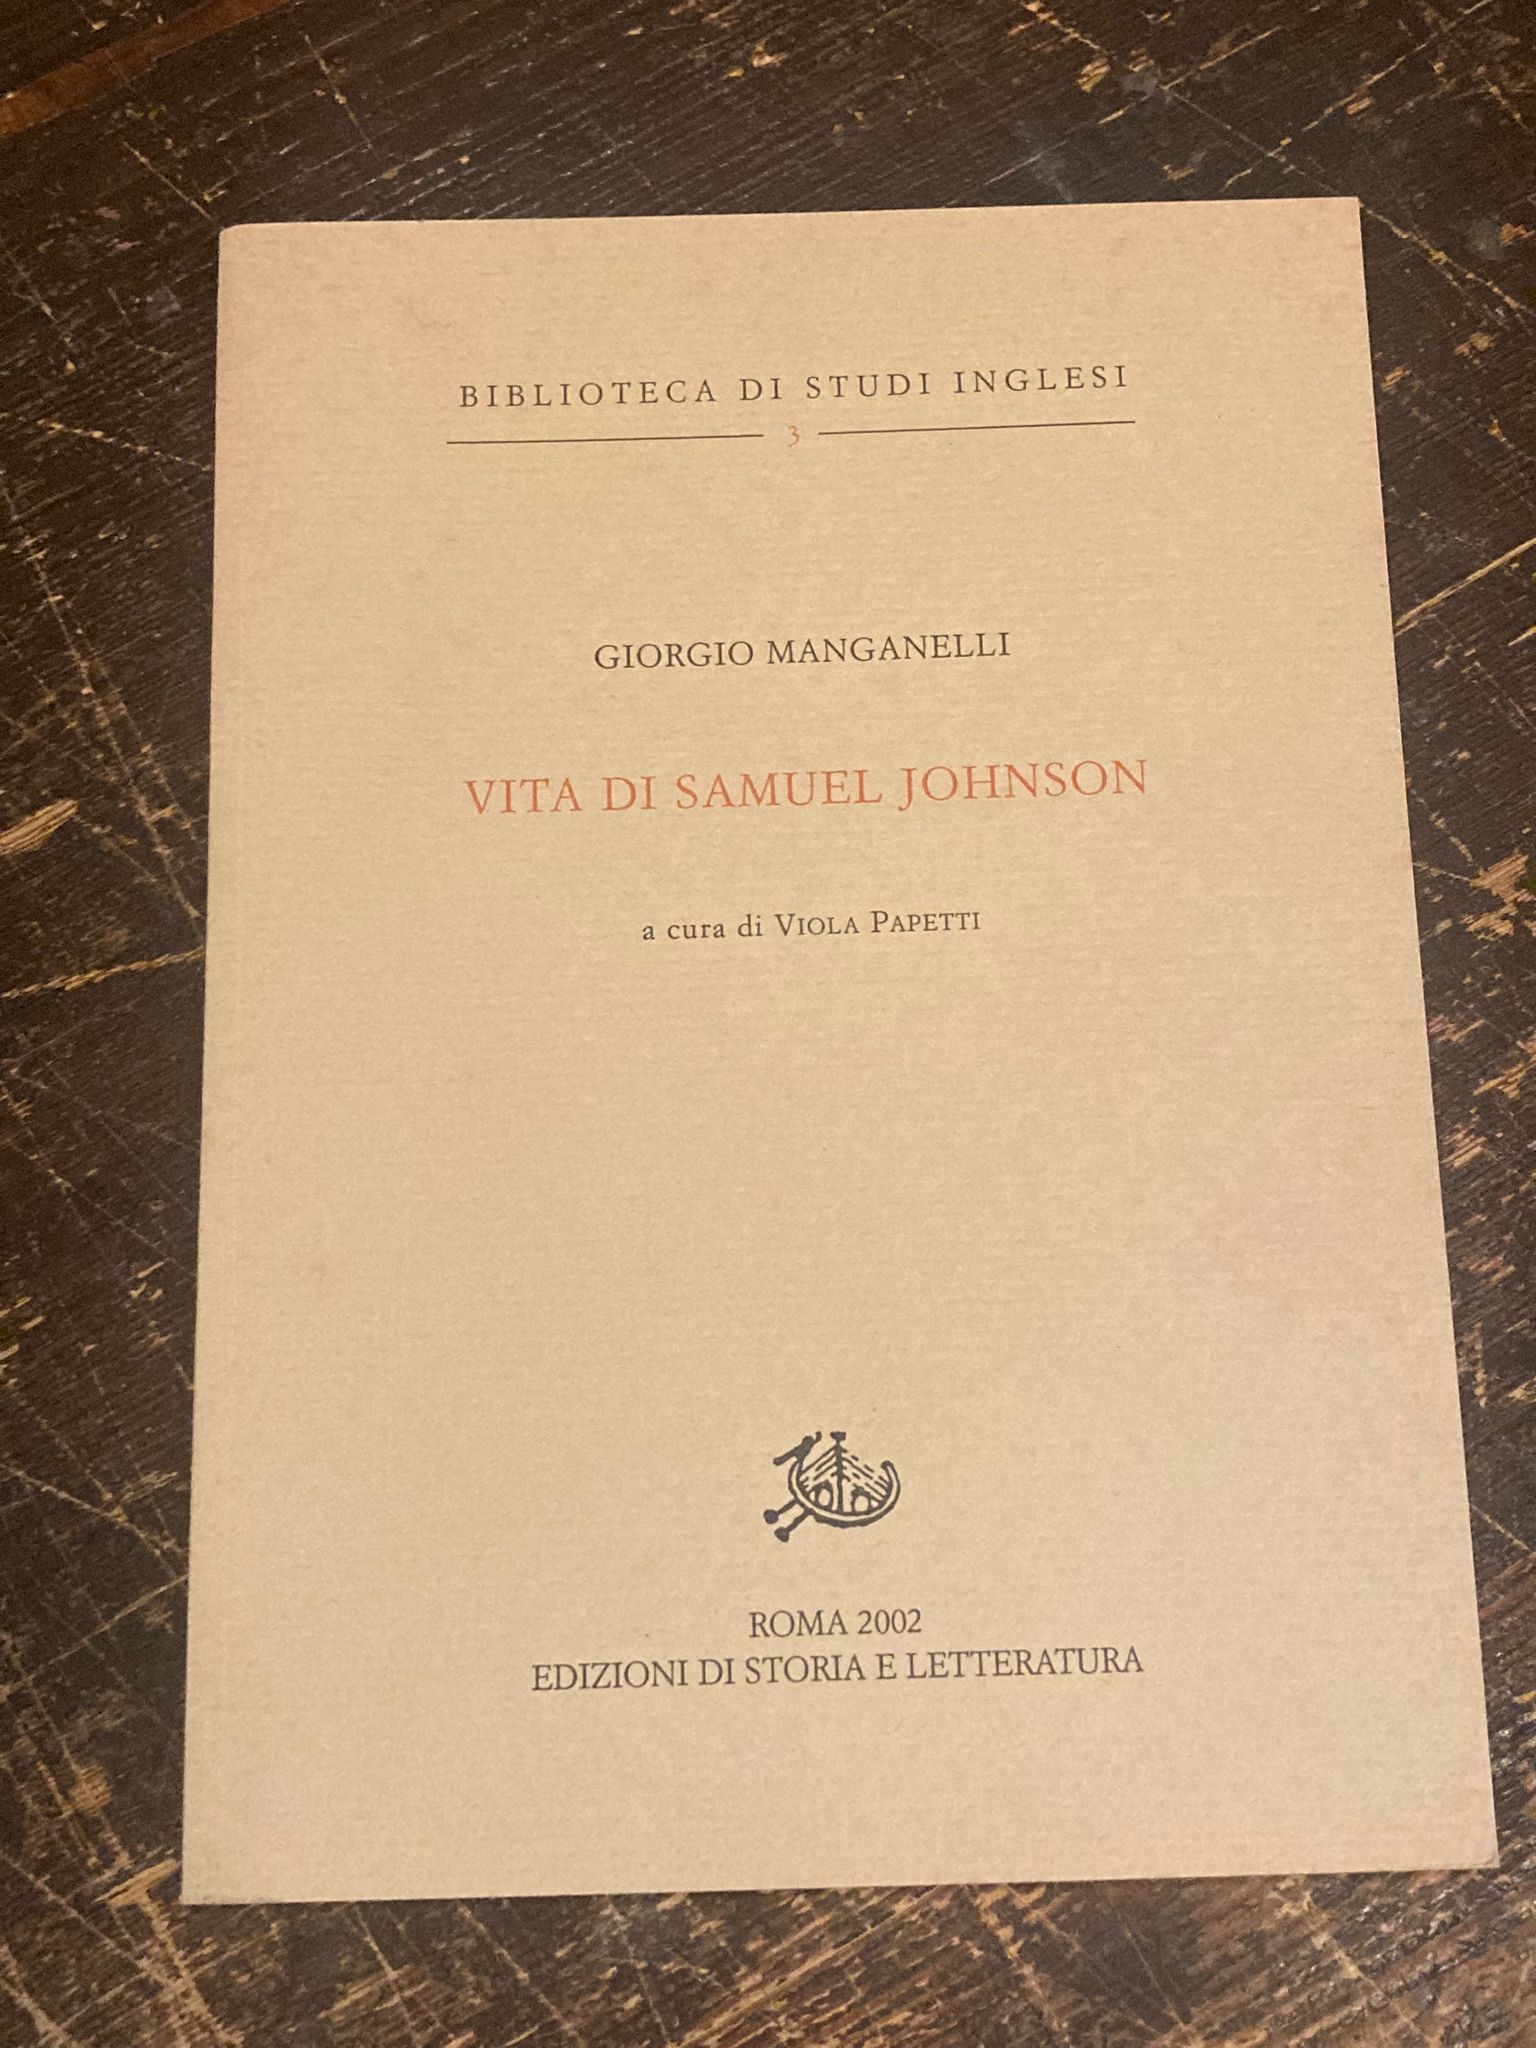 BIBLIOTECA DI STUDI INGLESI
3
GIORGIO MANGANELLI
VITA DI SAMUEL JOHNSON
a cura di VIOLA PAPETTI
ROMA 2002
EDIZIONI DI STORIA E LETTERATURA